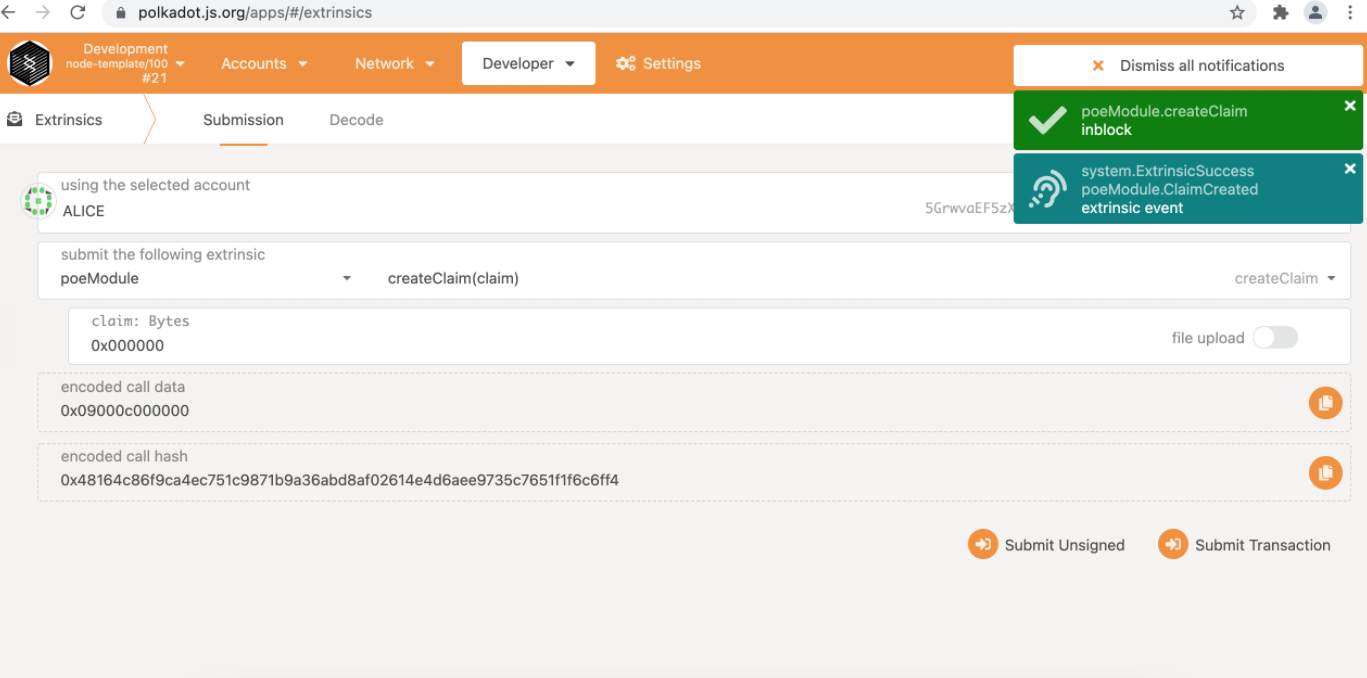 polkadot.js.org/apps/#/extrinsics
Development
node-template/100
#21
Accounts
Network
Developer
Settings
Dismiss all notifications
Extrinsics
Submission
Decode
poeModule.createClaim
inblock
system.ExtrinsicSuccess
poeModule.ClaimCreated
extrinsic event
using the selected account
ALICE
5GrwvaEF5zX
submit the following extrinsic
poeModule
createClaim(claim)
createClaim
claim: Bytes
0x000000
file upload
encoded call data
0x09000c000000
encoded call hash
0x48164c86f9ca4ec751c9871b9a36abd8af02614e4d6aee9735c7651f1f6c6ff4
Submit Unsigned
Submit Transaction